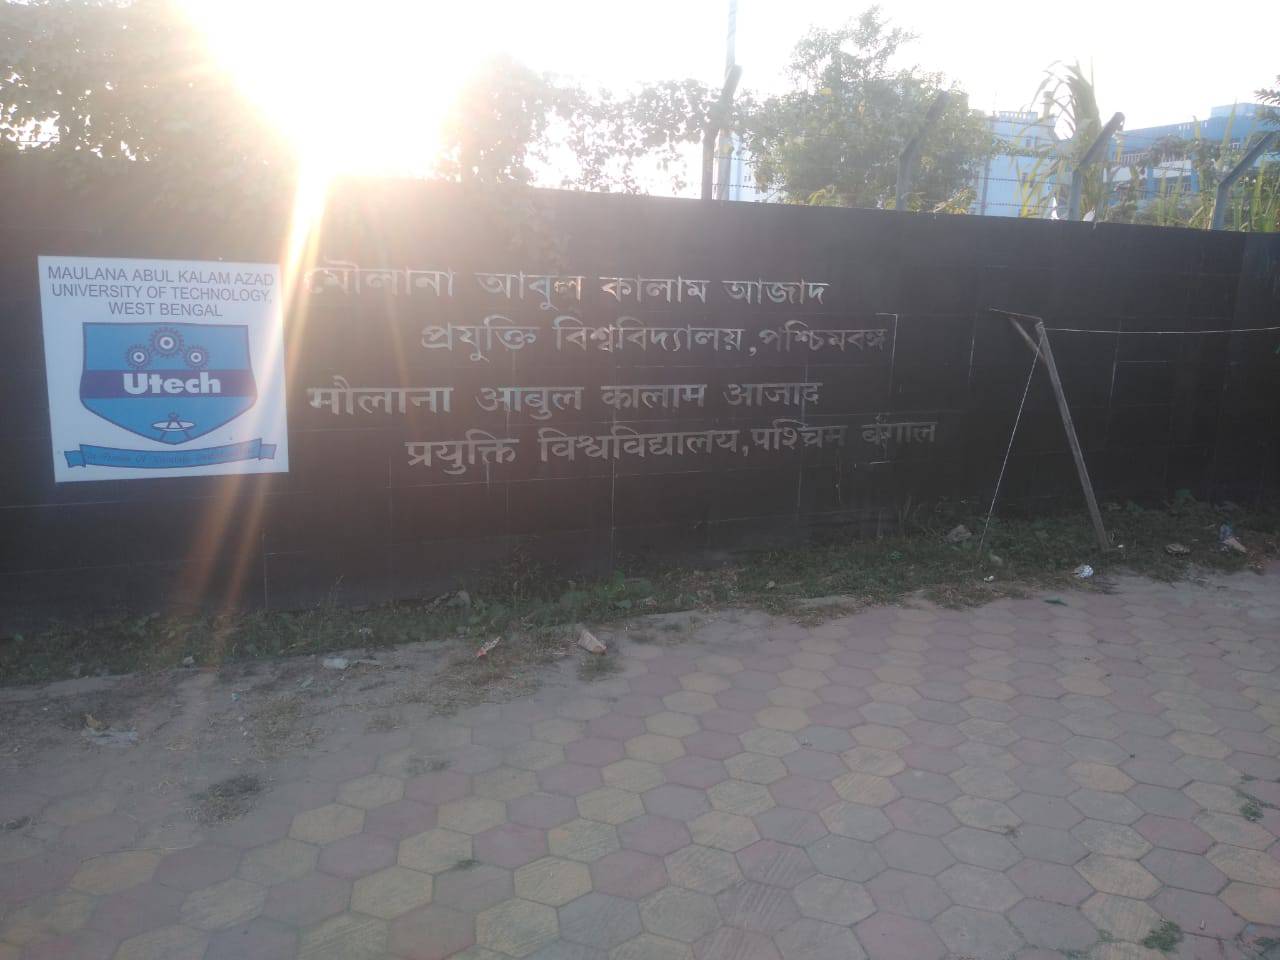 MAULANA ABUL KALAM AZAD
UNIVERSITY OF TECHNOLOGY,
WEST BENGAL
Utech
মৌলানা আবুল কালাম আজাদ
প্রযুক্তি বিশ্ববিদ্যালয়,পশ্চিমবঙ্গ
मौलाना आबुल कालाम आजाद
प्रयुक्ति विश्वविद्यालय,पश्चिम बंगाल